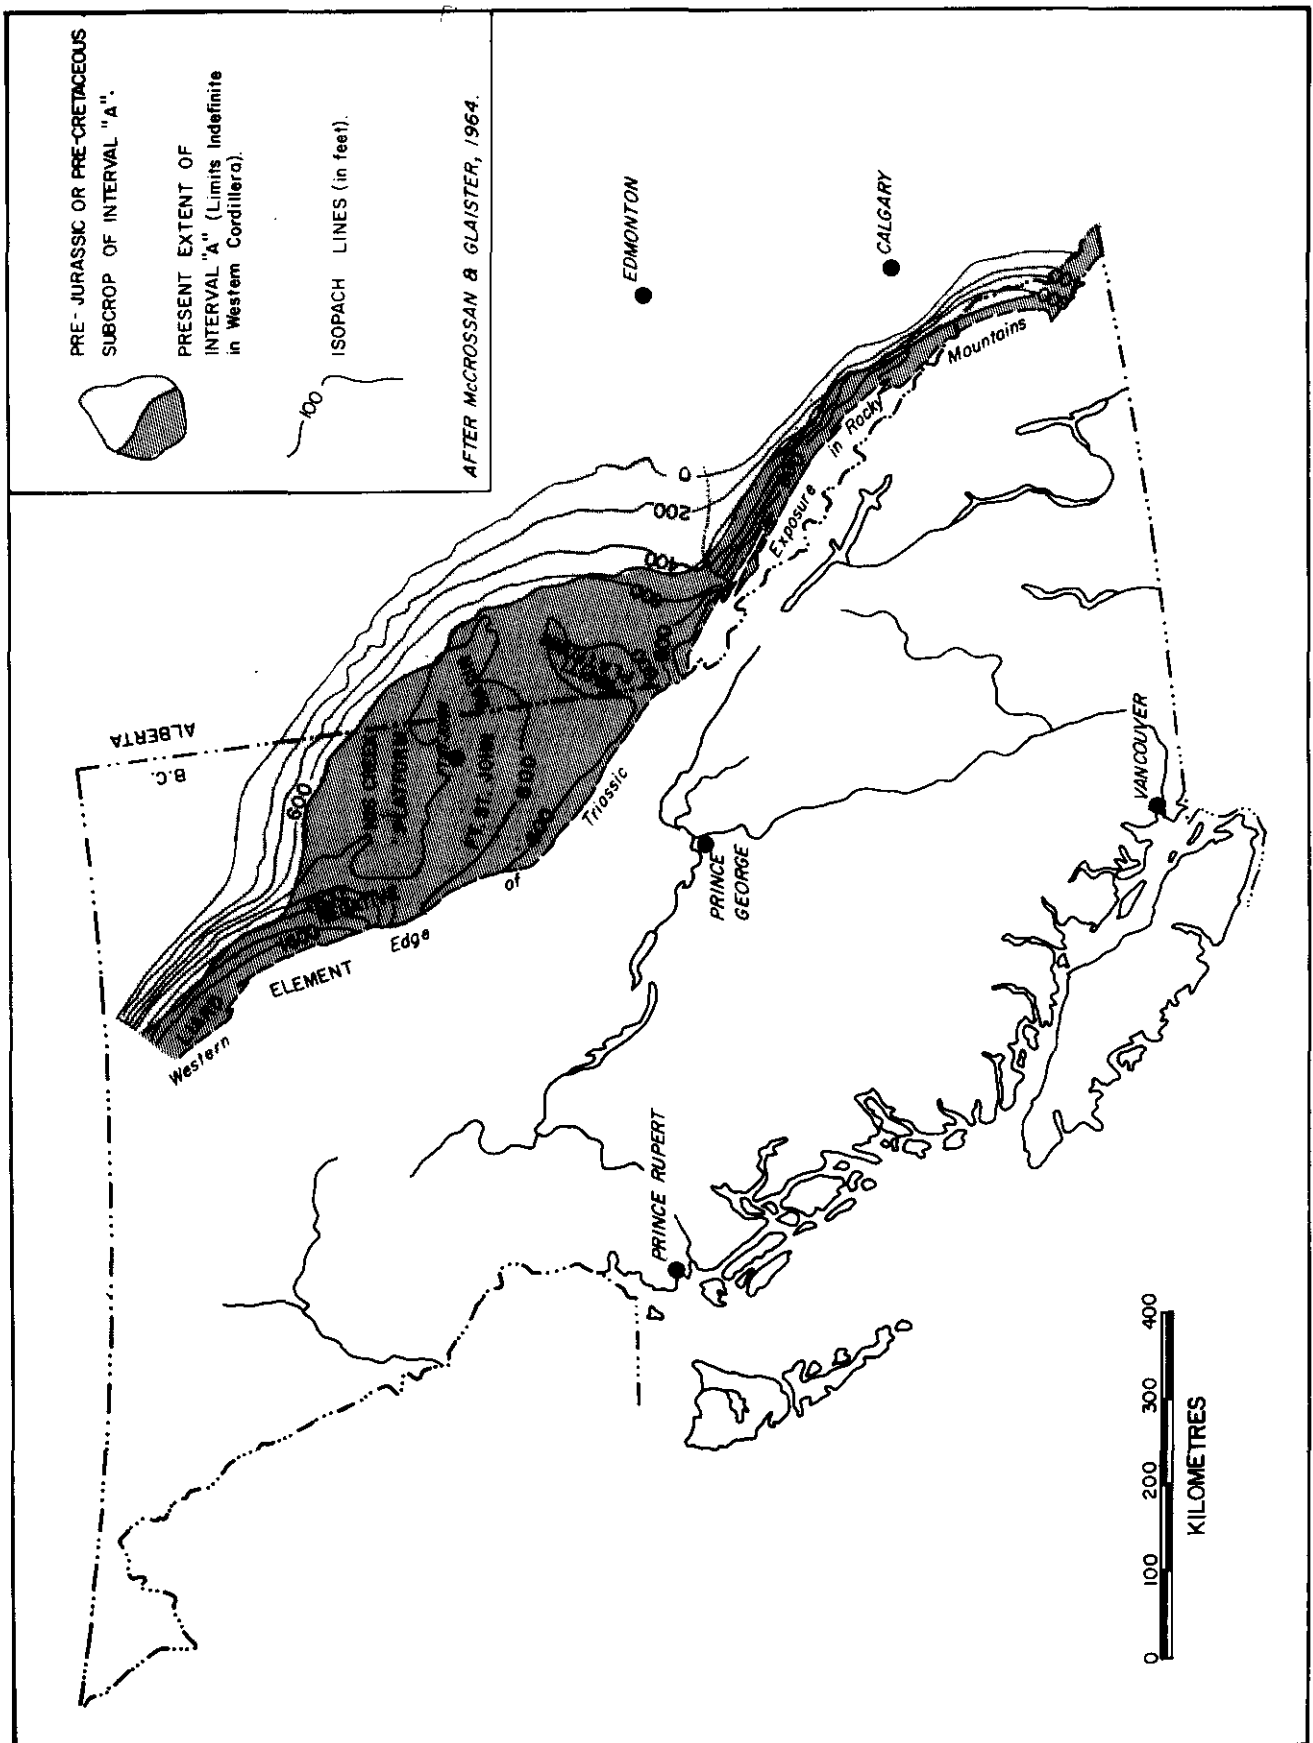 PRE-JURASSIC OR PRE-CRETACEOUS
SUBCROP OF INTERVAL "A".
PRESENT EXTENT OF
INTERVAL "A" (Limits Indefinite
in Western Cordillera).
100
ISOPACH LINES (in feet).
AFTER McCROSSAN & GLAISTER, 1964.
B.C.
ALBERTA
EDMONTON
CALGARY
0
200
400
600
800
LIARD
ELEMENT
PLATFORM
FT. ST. JOHN
800
Western
Edge
of
Triassic
Exposure
in Rocky
Mountains
PRINCE
GEORGE
PRINCE RUPERT
VANCOUVER
0 100 200 300 400
KILOMETRES